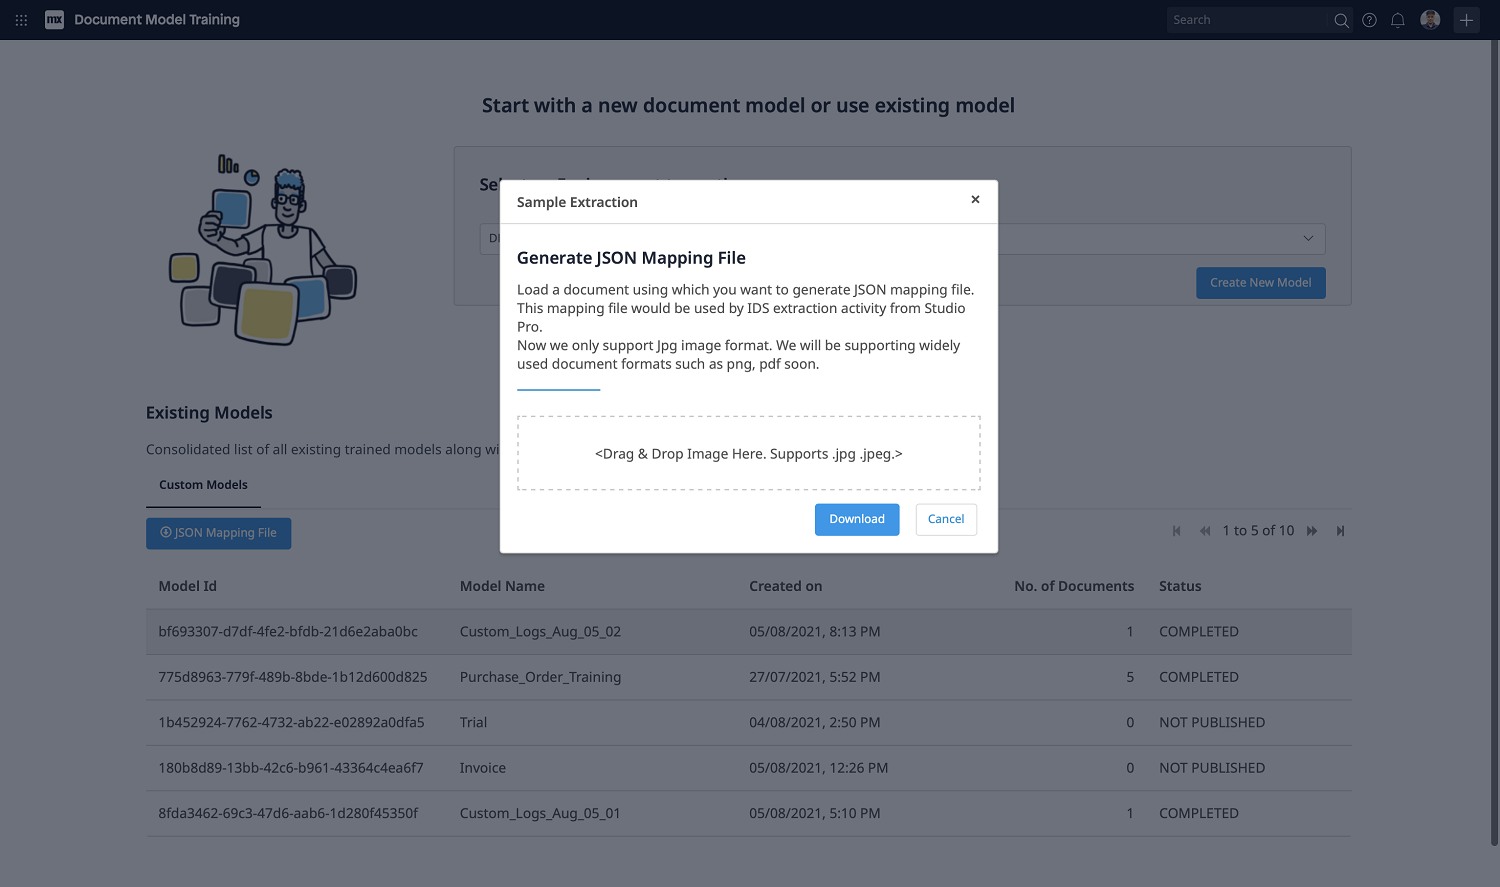 mx Document Model Training
Search
Start with a new document model or use existing model
Sample Extraction
Generate JSON Mapping File
Load a document using which you want to generate JSON mapping file.
This mapping file would be used by IDS extraction activity from Studio
Pro.
Now we only support Jpg image format. We will be supporting widely
used document formats such as png, pdf soon.
<Drag & Drop Image Here. Supports .jpg .jpeg.>
Download Cancel
Create New Model
Existing Models
Consolidated list of all existing trained models along
Custom Models
JSON Mapping File
1 to 5 of 10
Model Id Model Name Created on No. of Documents Status
bf693307-d7df-4fe2-bfdb-21d6e2aba0bc Custom_Logs_Aug_05_02 05/08/2021, 8:13 PM 1 COMPLETED
775d8963-779f-489b-8bde-1b12d600d825 Purchase_Order_Training 27/07/2021, 5:52 PM 5 COMPLETED
1b452924-7762-4732-ab22-e02892a0dfa5 Trial 04/08/2021, 2:50 PM 0 NOT PUBLISHED
180b8d89-13bb-42c6-b961-43364c4ea6f7 Invoice 05/08/2021, 12:26 PM 0 NOT PUBLISHED
8fda3462-69c3-47d6-aab6-1d280f45350f Custom_Logs_Aug_05_01 05/08/2021, 5:10 PM 1 COMPLETED